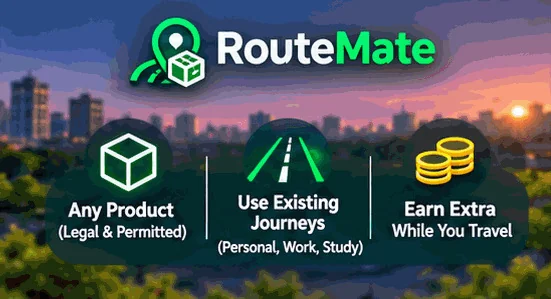 RouteMate
Any Product
(Legal & Permitted)
Use Existing
Journeys
(Personal, Work, Study)
Earn Extra
While You Travel